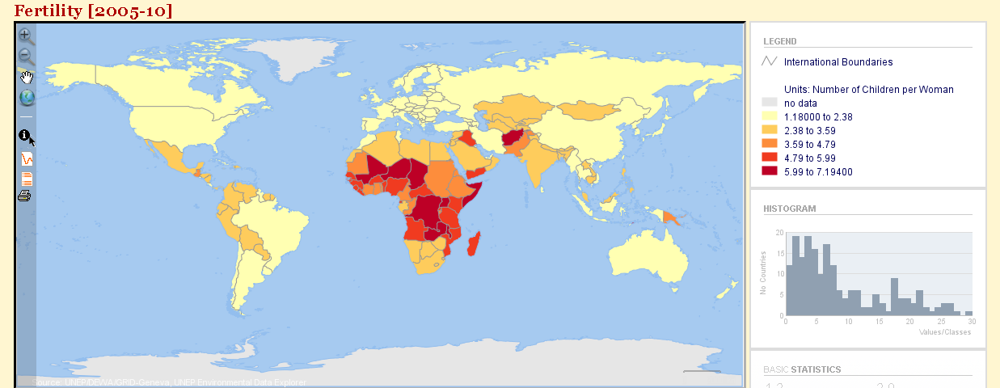 Fertility [2005-10]
LEGEND
International Boundaries
Units: Number of Children per Woman
no data
1.18000 to 2.38
2.38 to 3.59
3.59 to 4.79
4.79 to 5.99
5.99 to 7.19400
HISTOGRAM
No Countries
20
15
10
5
0
0 5 10 15 20 25 30
Values/Classes
Source: UNEP/DEWA/GRID-Geneva, UNEP Environmental Data Explorer
BASIC STATISTICS